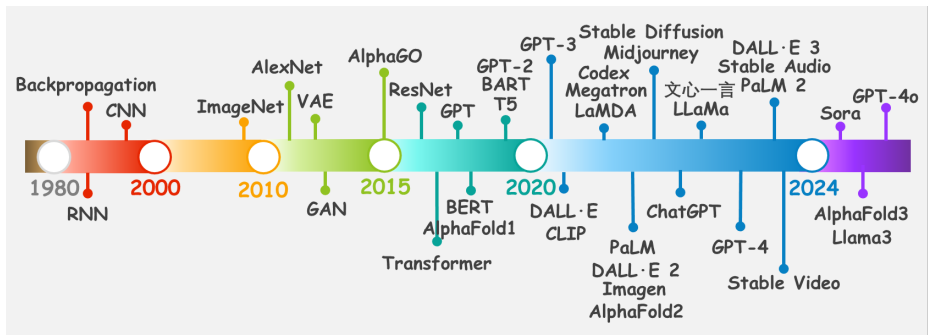 Stable Diffusion
Midjourney
DALL·E 3
Stable Audio
PaLM 2
GPT-3
AlphaGO
GPT-2
BART
T5
Codex
Megatron
LaMDA
文心一言
LLaMa
AlexNet
Backpropagation
ResNet
VAE
GPT
CNN
ImageNet
GPT-4o
Sora
1980
2000
2010
2015
2020
2024
RNN
GAN
BERT
AlphaFold1
Transformer
DALL·E
CLIP
PaLM
DALL·E 2
Imagen
AlphaFold2
ChatGPT
GPT-4
Stable Video
AlphaFold3
Llama3